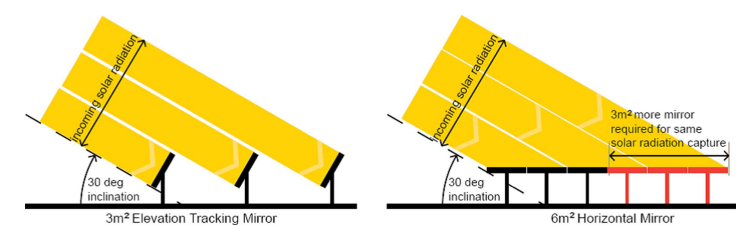 Incoming solar radiation
30 deg
inclination
3m² Elevation Tracking Mirror
Incoming solar radiation
3m² more mirror
required for same
solar radiation capture
30 deg
inclination
6m² Horizontal Mirror